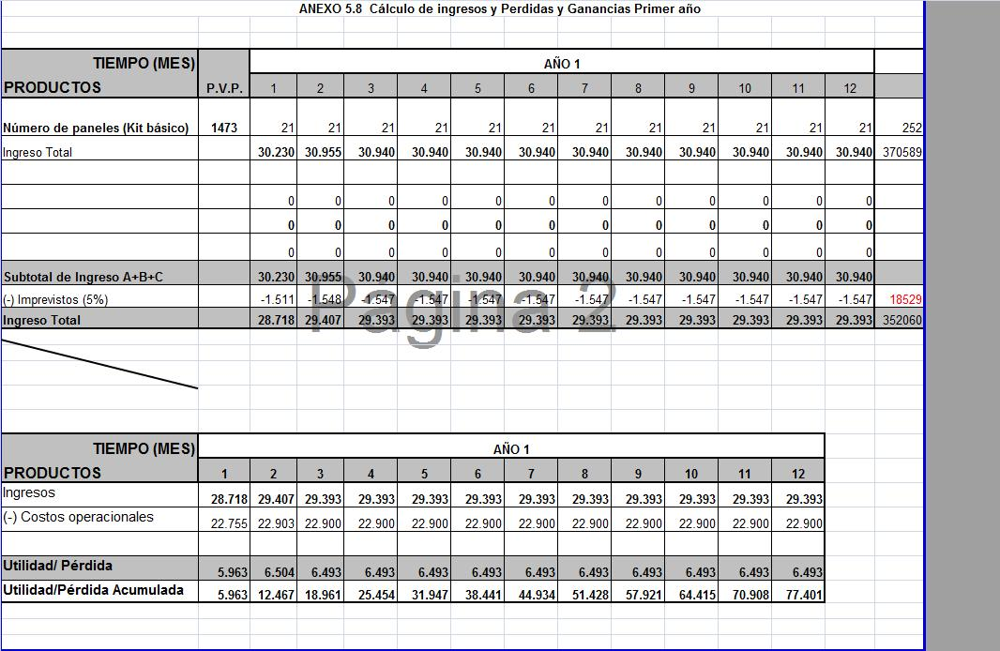 ANEXO 5.8 Cálculo de ingresos y Perdidas y Ganancias Primer año
TIEMPO (MES) AÑO 1
PRODUCTOS P.V.P. 1 2 3 4 5 6 7 8 9 10 11 12
Número de paneles (Kit básico) 1473 21 21 21 21 21 21 21 21 21 21 21 21 252
Ingreso Total 30.230 30.955 30.940 30.940 30.940 30.940 30.940 30.940 30.940 30.940 30.940 30.940 370589
0 0 0 0 0 0 0 0 0 0 0 0
0 0 0 0 0 0 0 0 0 0 0 0
0 0 0 0 0 0 0 0 0 0 0 0
Subtotal de Ingreso A+B+C 30.230 30.955 30.940 30.940 30.940 30.940 30.940 30.940 30.940 30.940 30.940 30.940
(-) Imprevistos (5%) -1.511 -1.548 -1.547 -1.547 -1.547 -1.547 -1.547 -1.547 -1.547 -1.547 -1.547 -1.547 18529
Página 2
Ingreso Total 28.718 29.407 29.393 29.393 29.393 29.393 29.393 29.393 29.393 29.393 29.393 29.393 352060
TIEMPO (MES) AÑO 1
PRODUCTOS 1 2 3 4 5 6 7 8 9 10 11 12
Ingresos 28.718 29.407 29.393 29.393 29.393 29.393 29.393 29.393 29.393 29.393 29.393 29.393
(-) Costos operacionales 22.755 22.903 22.900 22.900 22.900 22.900 22.900 22.900 22.900 22.900 22.900 22.900
Utilidad/ Pérdida 5.963 6.504 6.493 6.493 6.493 6.493 6.493 6.493 6.493 6.493 6.493 6.493
Utilidad/Pérdida Acumulada 5.963 12.467 18.961 25.454 31.947 38.441 44.934 51.428 57.921 64.415 70.908 77.401